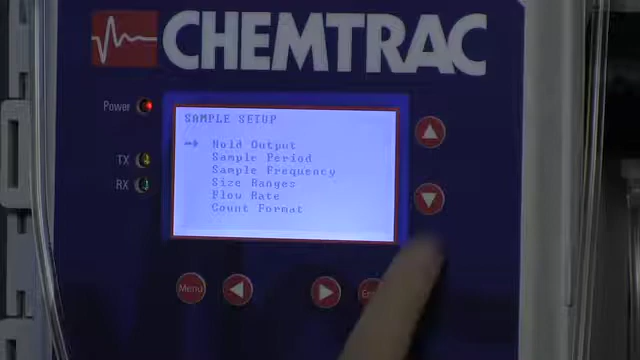 CHEMTRAC
Power
SAMPLE SETUP
Hold Output
Sample Period
TX
Sample Frequency
RX
Size Ranges
Flow Rate
Count Format
Menu